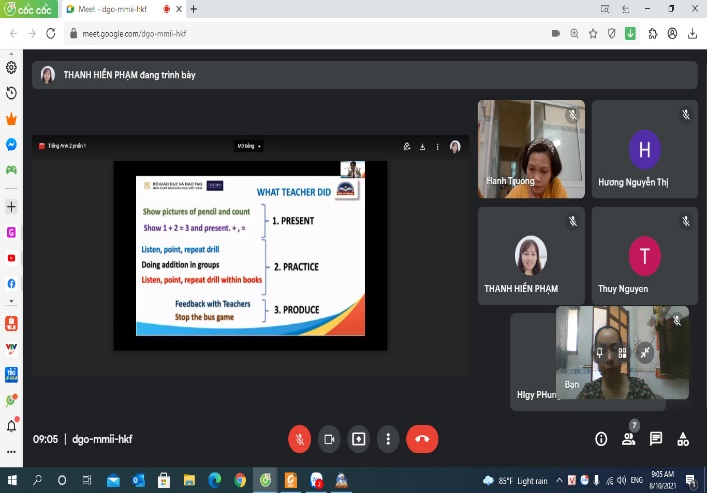 cốc cốc
Meet - dgo-mmii-hkf
meet.google.com/dgo-mmii-hkf
THANH HIỀN PHẠM đang trình bày
Tiếng Anh 2 phần 1
Mở bằng
BỘ GIÁO DỤC VÀ ĐÀO TẠO
WHAT TEACHER DID
Show pictures of pencil and count
Show 1 + 2 = 3 and present. + , =
1. PRESENT
Listen, point, repeat drill
Doing addition in groups
Listen, point, repeat drill within books
2. PRACTICE
Feedback with Teachers
Stop the bus game
3. PRODUCE
Hanh Truong
H
Hương Nguyễn Thị
THANH HIỀN PHẠM
T
Thuy Nguyen
Bạn
7
09:05 | dgo-mmii-hkf
85°F Light rain
ENG
9:05 AM
8/10/2021